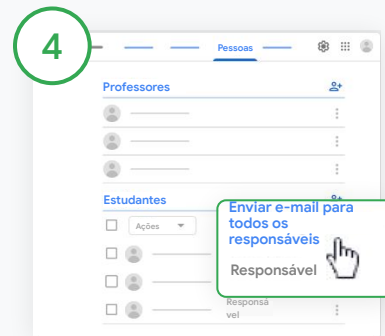 4
Pessoas
Professores
Estudantes
Ações
Enviar e-mail para
todos os
responsáveis
Responsável
Responsá
vel